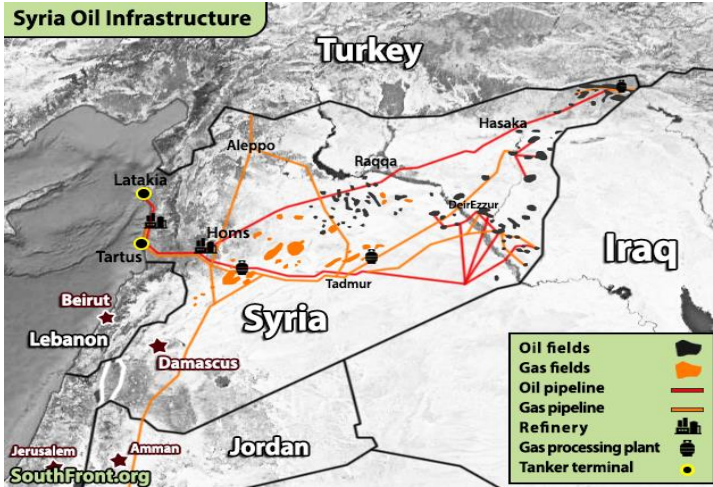 Syria Oil Infrastructure
Turkey
Hasaka
Aleppo
Raqqa
Latakia
DeirEzzur
Homs
Tartus
Iraq
Tadmur
Beirut
Syria
Lebanon
Damascus
Oil fields
Gas fields
Oil pipeline
Gas pipeline
Refinery
Gas processing plant
Tanker terminal
Jerusalem
Amman
Jordan
SouthFront.org